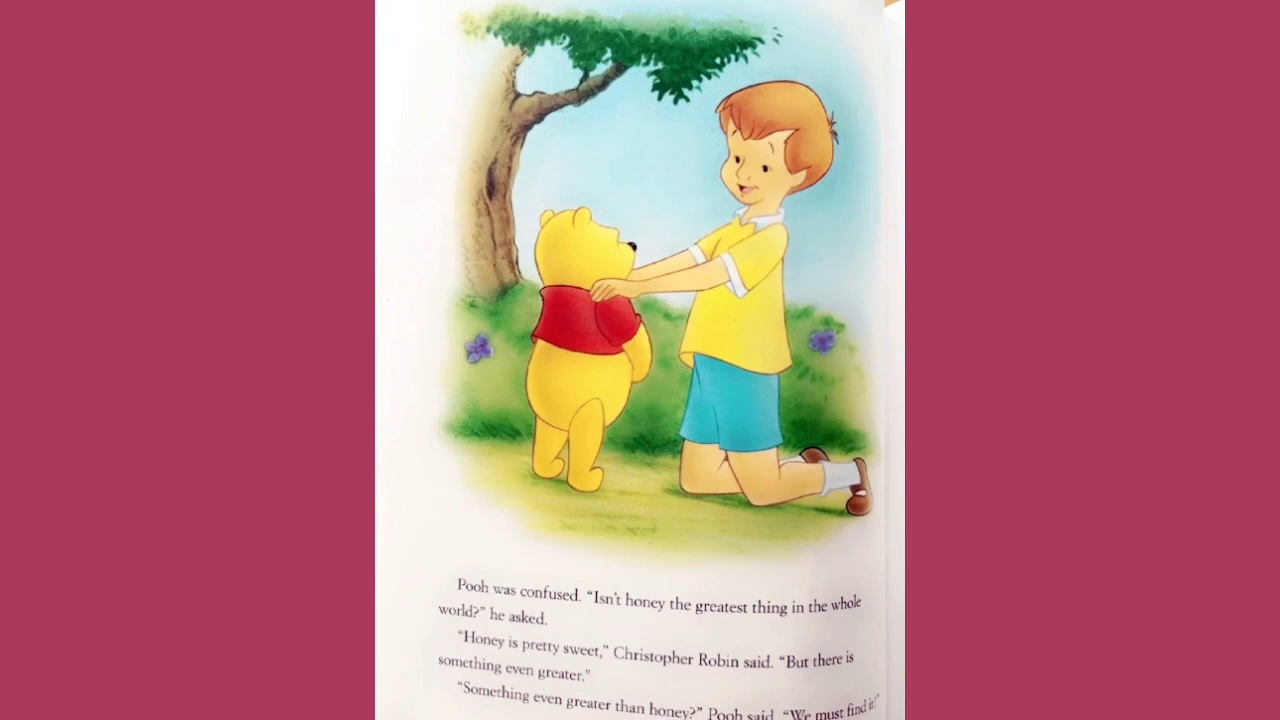 Pooh was confused. “Isn’t honey the greatest thing in the whole
world?” he asked.
“Honey is pretty sweet,” Christopher Robin said. “But there is
something even greater.”
“Something even greater than honey?” Pooh said. “We must find it!”